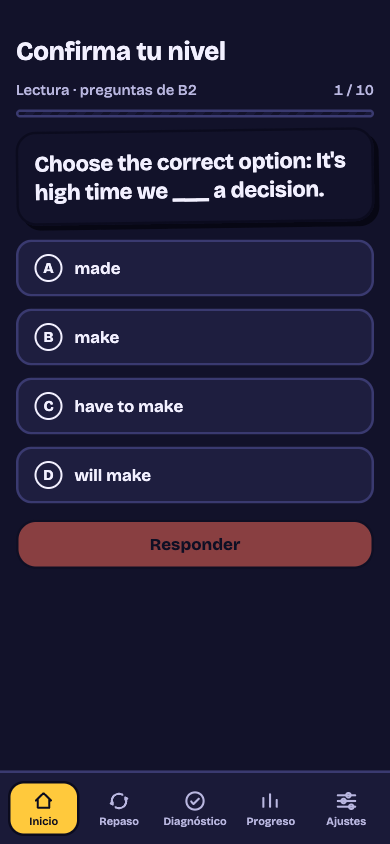 Confirma tu nivel
Lectura · preguntas de B2
1 / 10
Choose the correct option: It's
high time we ____ a decision.
A made
B make
C have to make
D will make
Responder
Inicio
Repaso
Diagnóstico
Progreso
Ajustes